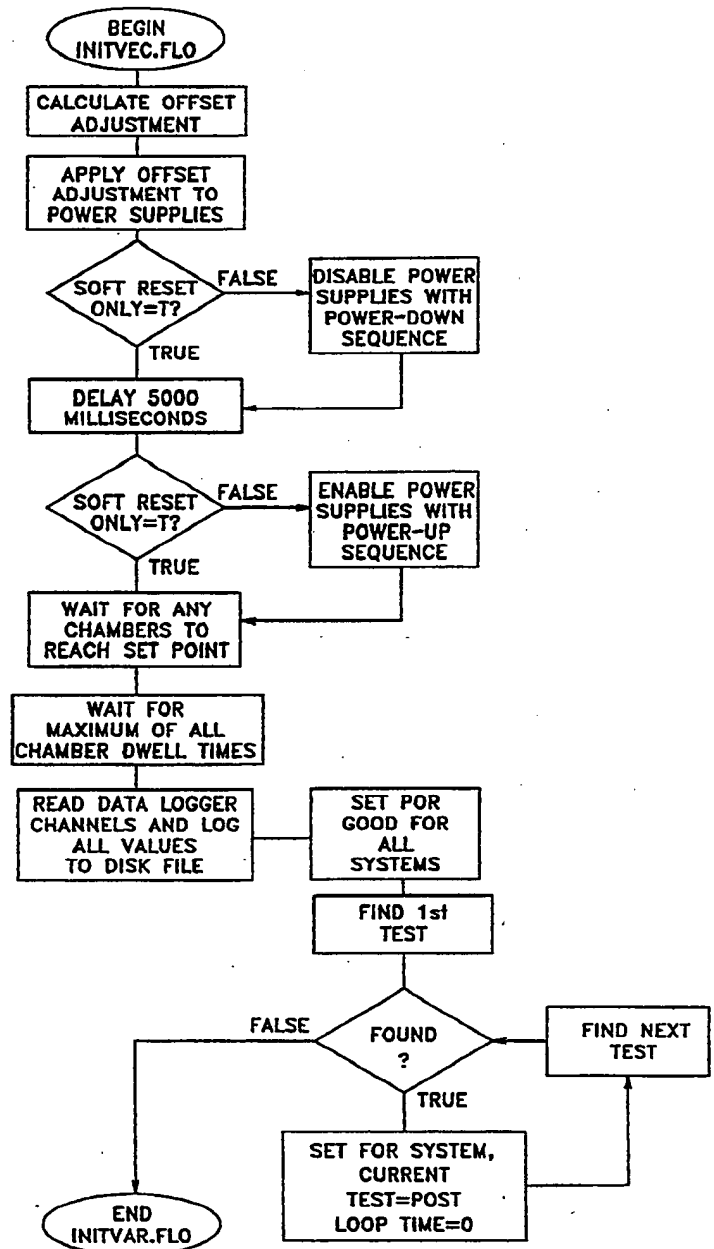 BEGIN
INITVEC.FLO
CALCULATE OFFSET
ADJUSTMENT
APPLY OFFSET
ADJUSTMENT TO
POWER SUPPLIES
SOFT RESET
ONLY=T?
FALSE
TRUE
DISABLE POWER
SUPPLIES WITH
POWER-DOWN
SEQUENCE
DELAY 5000
MILLISECONDS
SOFT RESET
ONLY=T?
FALSE
TRUE
ENABLE POWER
SUPPLIES WITH
POWER-UP
SEQUENCE
WAIT FOR ANY
CHAMBERS TO
REACH SET POINT
WAIT FOR
MAXIMUM OF ALL
CHAMBER DWELL TIMES
READ DATA LOGGER
CHANNELS AND LOG
ALL VALUES
TO DISK FILE
SET POR
GOOD FOR
ALL
SYSTEMS
FIND 1st
TEST
FOUND
?
FALSE
TRUE
FIND NEXT
TEST
SET FOR SYSTEM,
CURRENT
TEST=POST
LOOP TIME=0
END
INITVAR.FLO